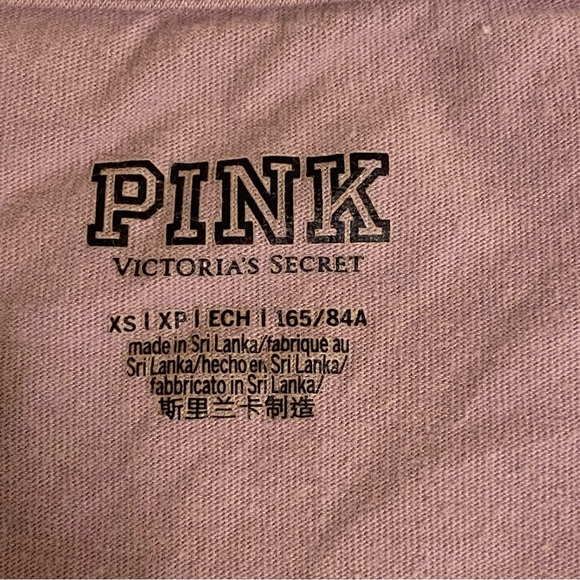 PINK
VICTORIA'S SECRET
XS | XP | ECH | 165/84A
made in Sri Lanka/fabriqué au
Sri Lanka/hecho en Sri Lanka/
fabbricato in Sri Lanka/
斯里兰卡制造